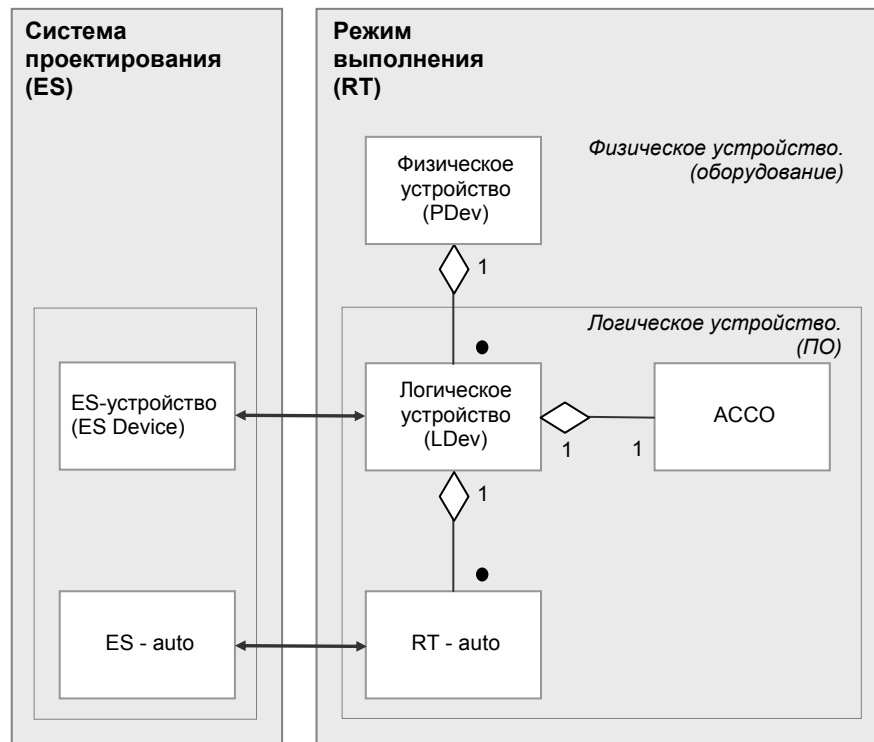 Система
проектирования
(ES)
Режим
выполнения
(RT)
Физическое
устройство
(PDev)
Физическое устройство.
(оборудование)
1
Логическое устройство.
(ПО)
ES-устройство
(ES Device)
Логическое
устройство
(LDev)
1
1
ACCO
1
ES - auto
RT - auto